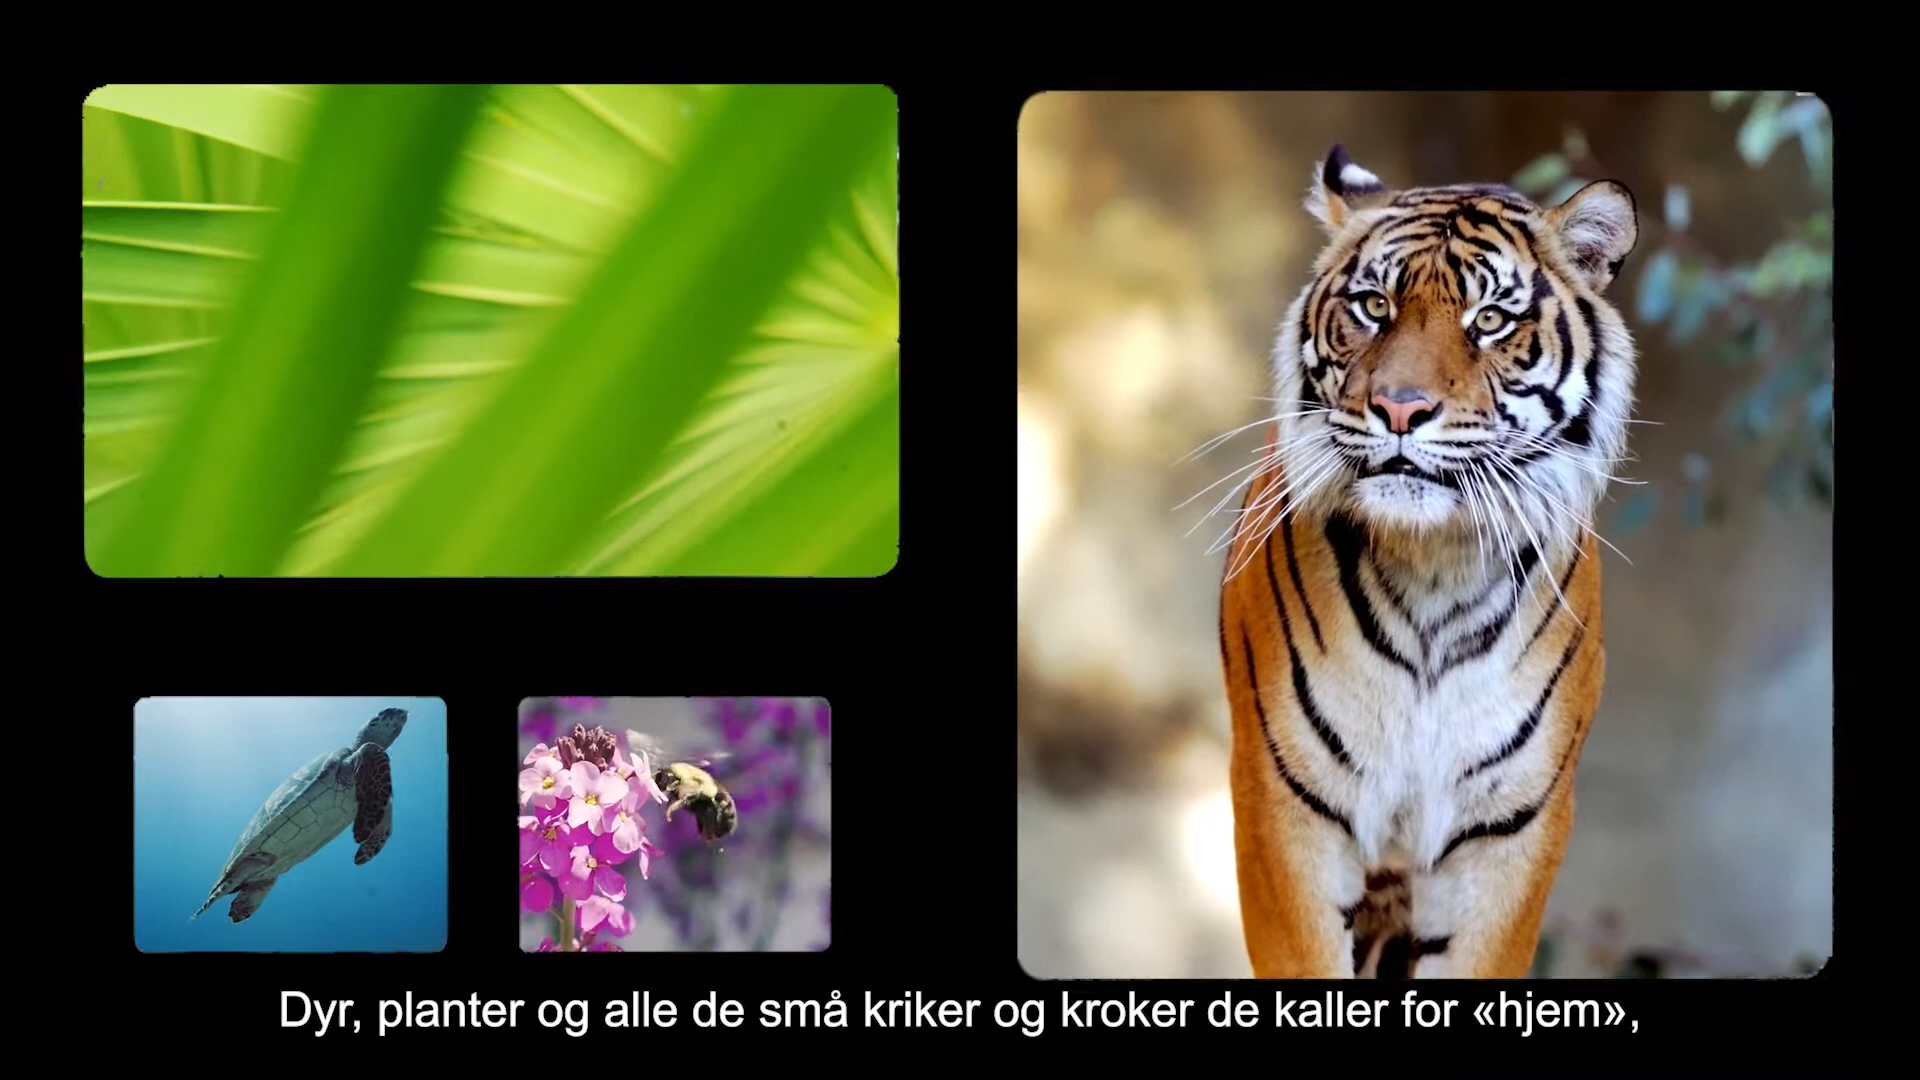 Dyr, planter og alle de små kriker og kroker de kaller for «hjem»,